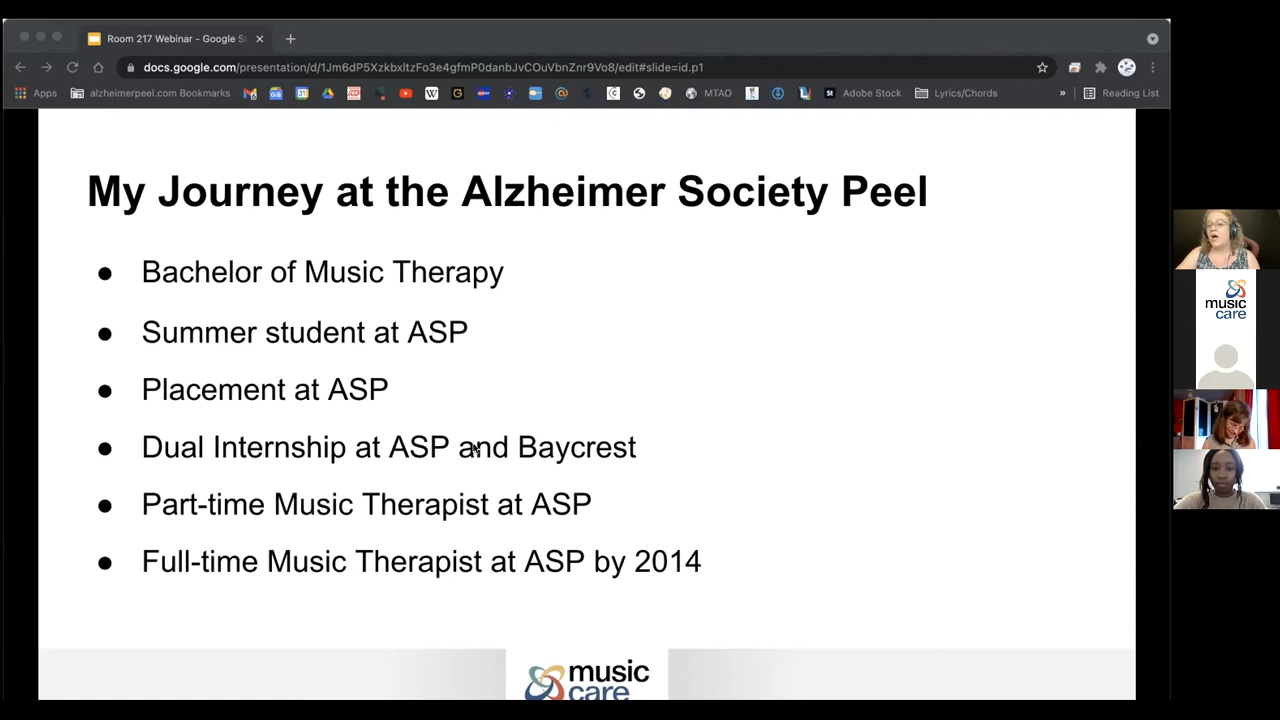 Room 217 Webinar - Google Sl
docs.google.com/presentation/d/1Jm6dP5XzkbxltzFo3e4gfmP0danbJvCOuVbnZnr9Vo8/edit#slide=id.p1
Apps alzheimerpeel.com Bookmarks MTAO Adobe Stock Lyrics/Chords » Reading List
My Journey at the Alzheimer Society Peel
● Bachelor of Music Therapy
● Summer student at ASP
● Placement at ASP
● Dual Internship at ASP and Baycrest
● Part-time Music Therapist at ASP
● Full-time Music Therapist at ASP by 2014
music
care
music
care